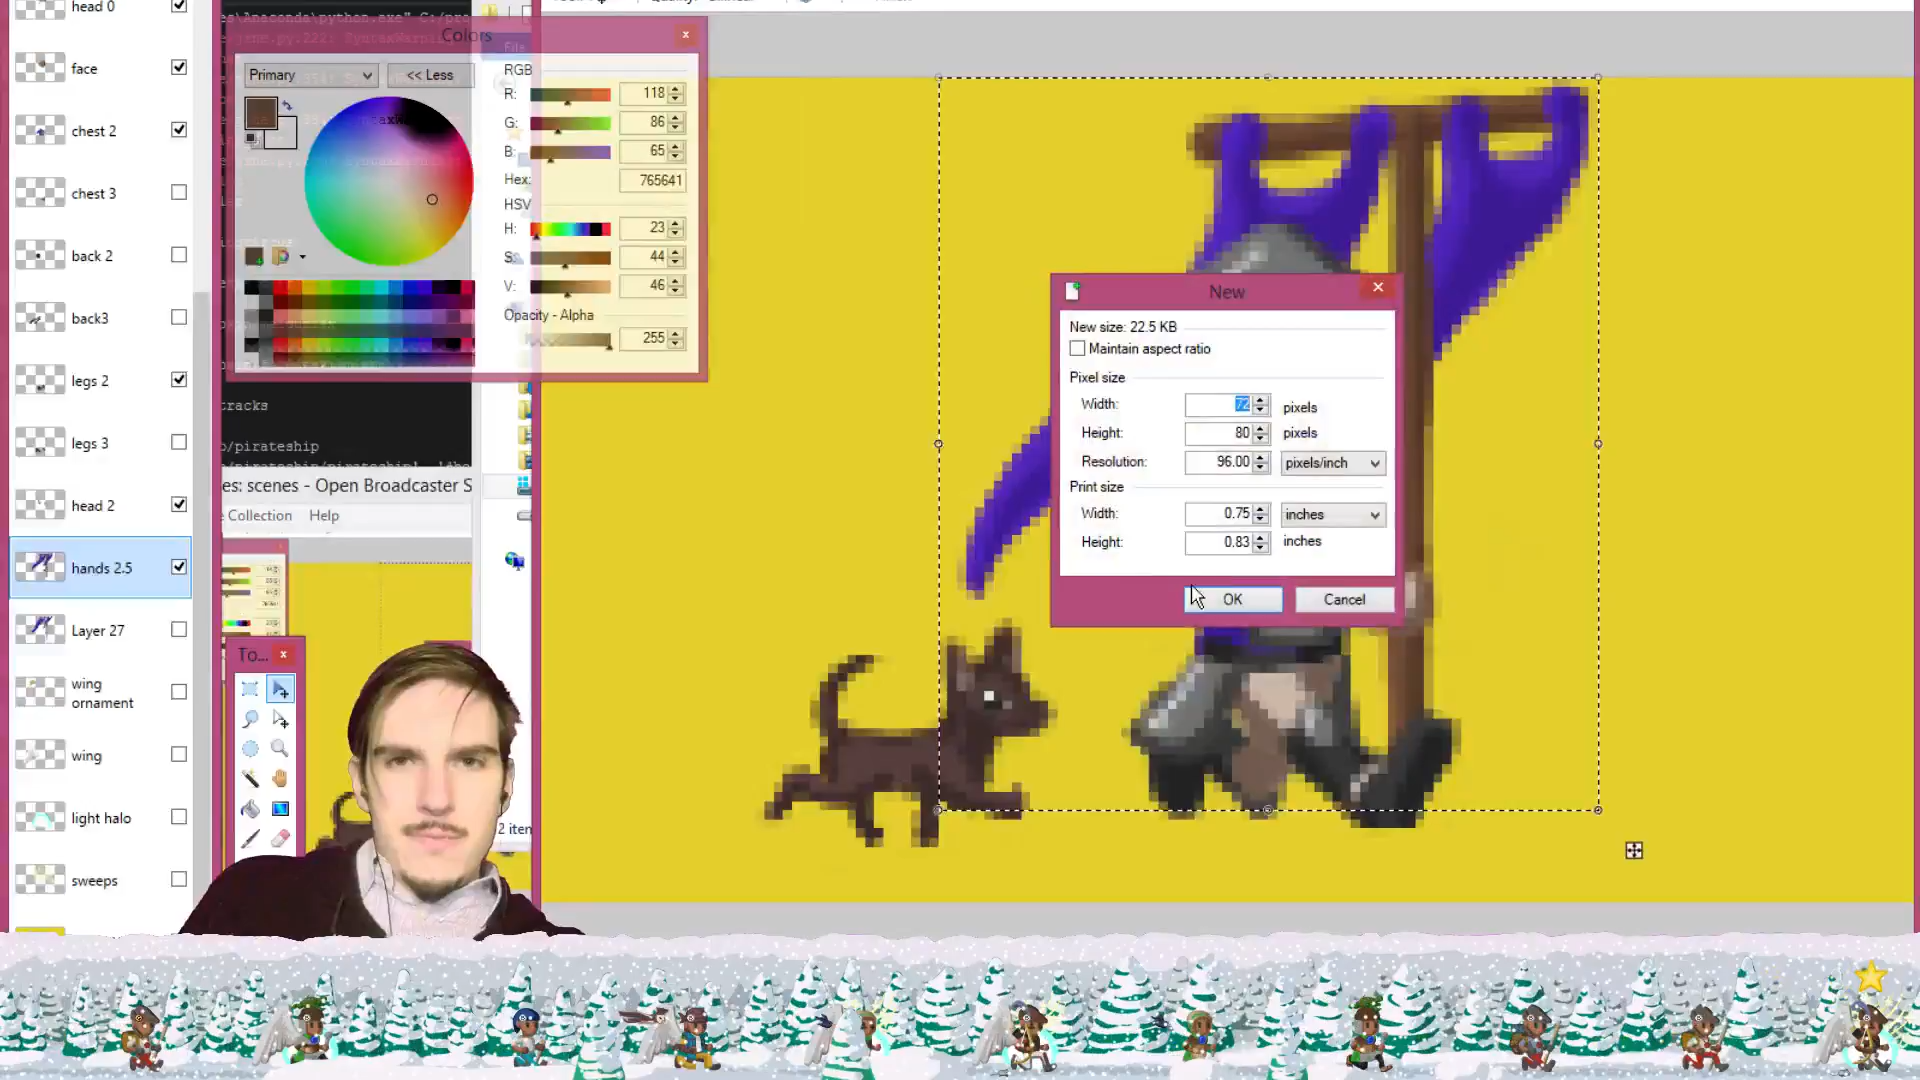 head 0
face
chest 2
chest 3
back 2
back3
legs 2
legs 3
head 2
hands 2.5
Layer 27
wing
ornament
wing
light halo
sweeps
Colors
Primary
<< Less
RGB
R: 118
G: 86
B: 65
Hex: 765641
HSV
H: 23
S: 44
V: 46
Opacity - Alpha
255
File
tracks
o/pirateship
es: scenes - Open Broadcaster S
Collection Help
To...
2 item
New
New size: 22.5 KB
Maintain aspect ratio
Pixel size
Width: 72 pixels
Height: 80 pixels
Resolution: 96.00 pixels/inch
Print size
Width: 0.75 inches
Height: 0.83 inches
OK Cancel